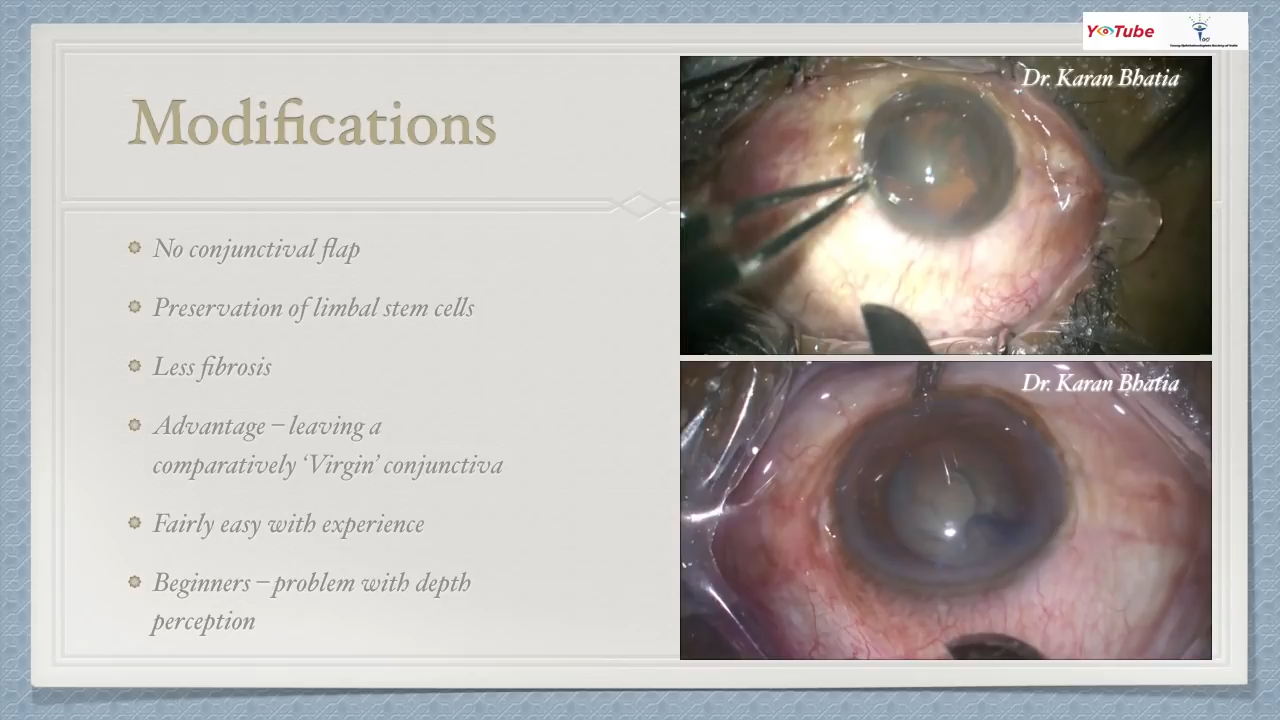 YoTube
Dr. Karan Bhatia
Modifications
No conjunctival flap
Preservation of limbal stem cells
Less fibrosis
Advantage – leaving a
comparatively ‘Virgin’ conjunctiva
Fairly easy with experience
Beginners – problem with depth
perception
Dr. Karan Bhatia